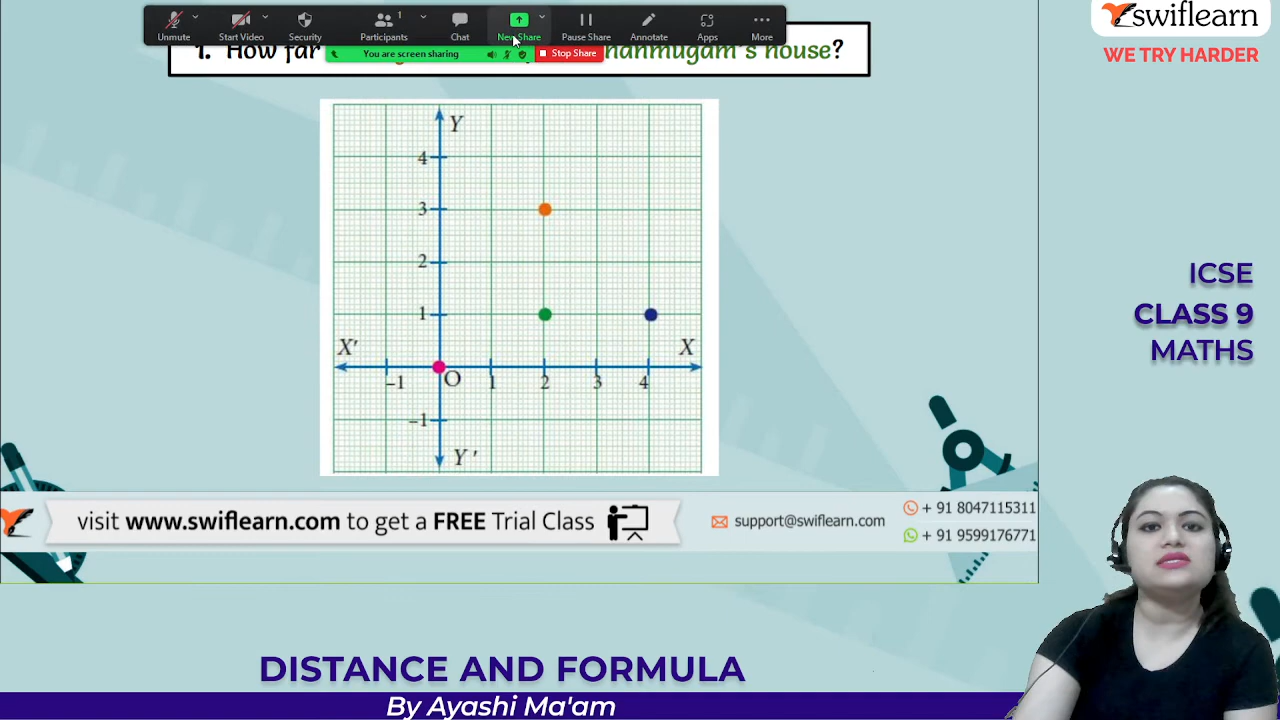 Unmute
Start Video
Security
Participants
1
Chat
New Share
Pause Share
Annotate
Apps
More
1. How far
hanmugam's house?
You are screen sharing
Stop Share
swiflearn
WE TRY HARDER
Y
4
3
2
1
X'
X
-1
O
1
2
3
4
-1
Y'
ICSE
CLASS 9
MATHS
visit www.swiflearn.com to get a FREE Trial Class
support@swiflearn.com
+ 91 8047115311
+ 91 9599176771
DISTANCE AND FORMULA
By Ayashi Ma'am